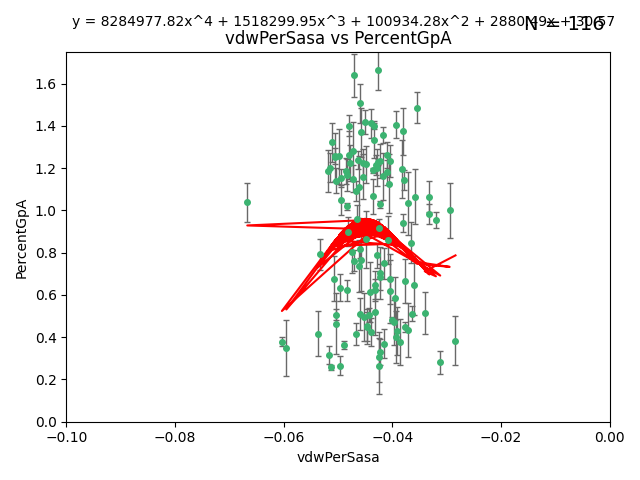 y = 8284977.82x^4 + 1518299.95x^3 + 100934.28x^2 + 2880.49x + 30.57
N = 116
vdwPerSasa vs PercentGpA
PercentGpA
1.6
1.4
1.2
1.0
0.8
0.6
0.4
0.2
0.0
−0.10 −0.08 −0.06 −0.04 −0.02 0.00
vdwPerSasa